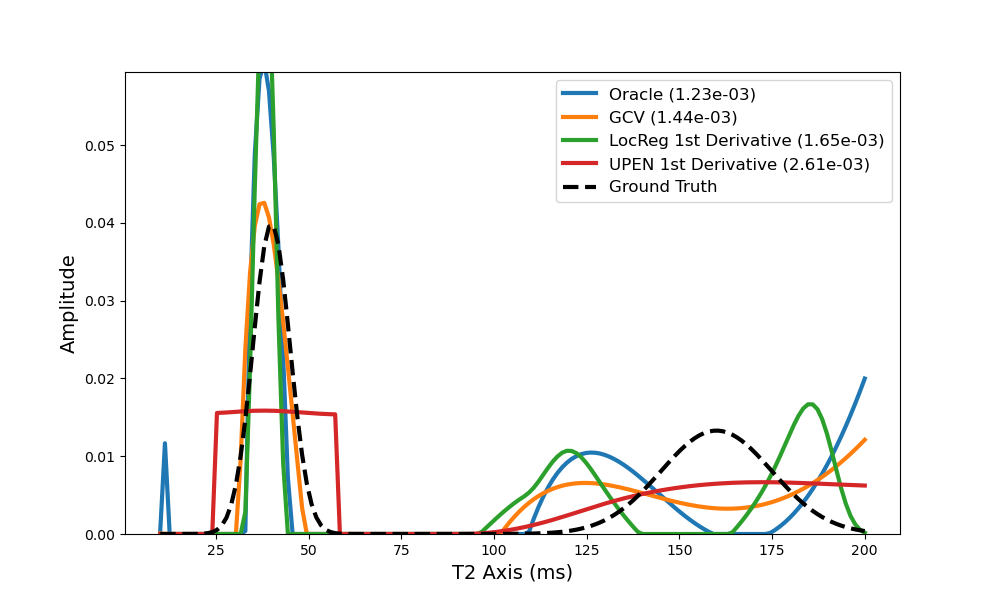 Oracle (1.23e-03)
GCV (1.44e-03)
LocReg 1st Derivative (1.65e-03)
UPEN 1st Derivative (2.61e-03)
Ground Truth
Amplitude
0.05
0.04
0.03
0.02
0.01
0.00
25 50 75 100 125 150 175 200
T2 Axis (ms)